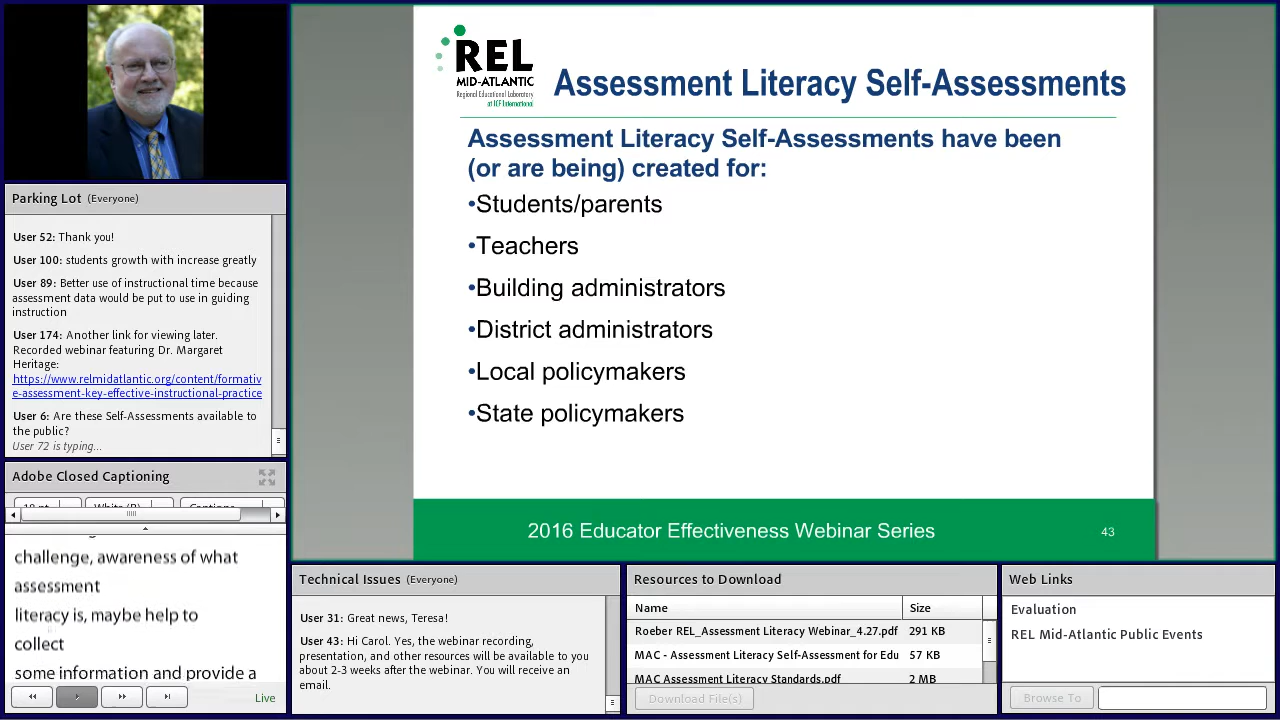 REL
MID-ATLANTIC
Regional Educational Laboratory
at ICF International
Assessment Literacy Self-Assessments
Assessment Literacy Self-Assessments have been
(or are being) created for:
•Students/parents
•Teachers
•Building administrators
•District administrators
•Local policymakers
•State policymakers
2016 Educator Effectiveness Webinar Series
43
Parking Lot (Everyone)
User 52: Thank you!
User 100: students growth with increase greatly
User 89: Better use of instructional time because
assessment data would be put to use in guiding
instruction
User 174: Another link for viewing later.
Recorded webinar featuring Dr. Margaret
Heritage:
https://www.relmidatlantic.org/content/formativ
e-assessment-key-effective-instructional-practice
User 6: Are these Self-Assessments available to
the public?
User 72 is typing...
Adobe Closed Captioning
challenge, awareness of what
assessment
literacy is, maybe help to
collect
some information and provide a
Live
Technical Issues (Everyone)
User 31: Great news, Teresa!
User 43: Hi Carol. Yes, the webinar recording,
presentation, and other resources will be available to you
about 2-3 weeks after the webinar. You will receive an
email.
Resources to Download
Name Size
Roeber REL_Assessment Literacy Webinar_4.27.pdf 291 KB
MAC - Assessment Literacy Self-Assessment for Edu 57 KB
MAC Assessment Literacy Standards.pdf 2 MB
Download File(s)
Web Links
Evaluation
REL Mid-Atlantic Public Events
Browse To